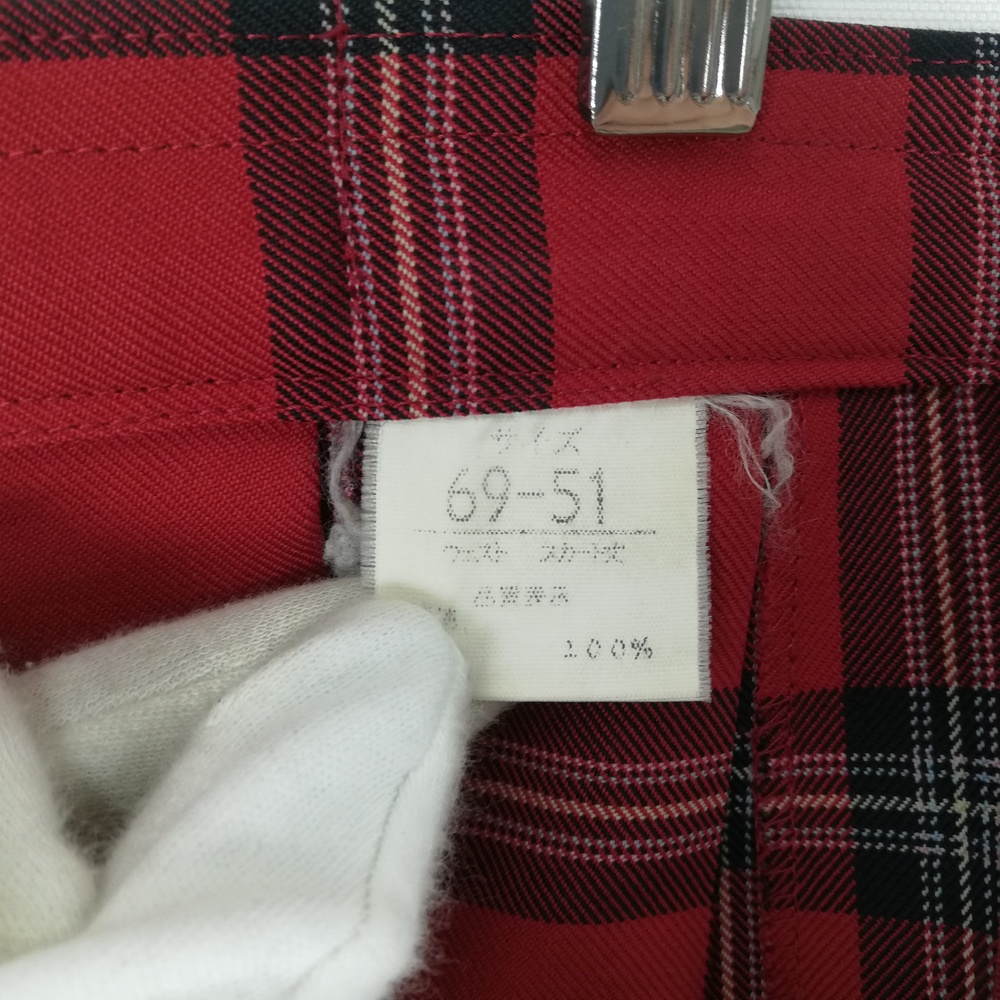 サイズ
69-51
ウエスト スカート丈
品質表示
100%